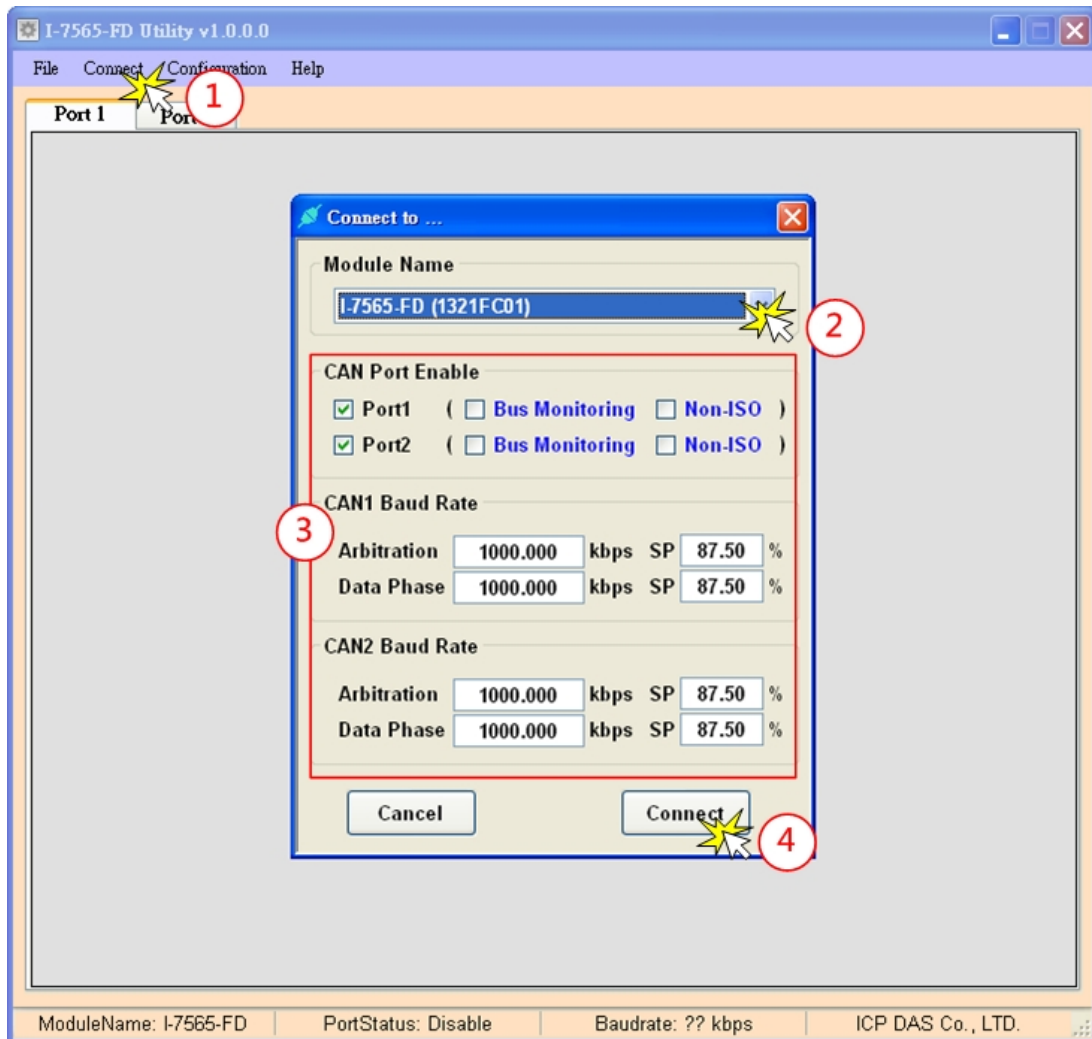 I-7565-FD Utility v1.0.0.0
File Connect Configuration Help
1
Port 1 Port
Connect to ...
Module Name
I-7565-FD (1321FC01)
2
CAN Port Enable
Port1 ( Bus Monitoring Non-ISO )
Port2 ( Bus Monitoring Non-ISO )
CAN1 Baud Rate
3
Arbitration 1000.000 kbps SP 87.50 %
Data Phase 1000.000 kbps SP 87.50 %
CAN2 Baud Rate
Arbitration 1000.000 kbps SP 87.50 %
Data Phase 1000.000 kbps SP 87.50 %
Cancel Connect
4
ModuleName: I-7565-FD PortStatus: Disable Baudrate: ?? kbps ICP DAS Co., LTD.